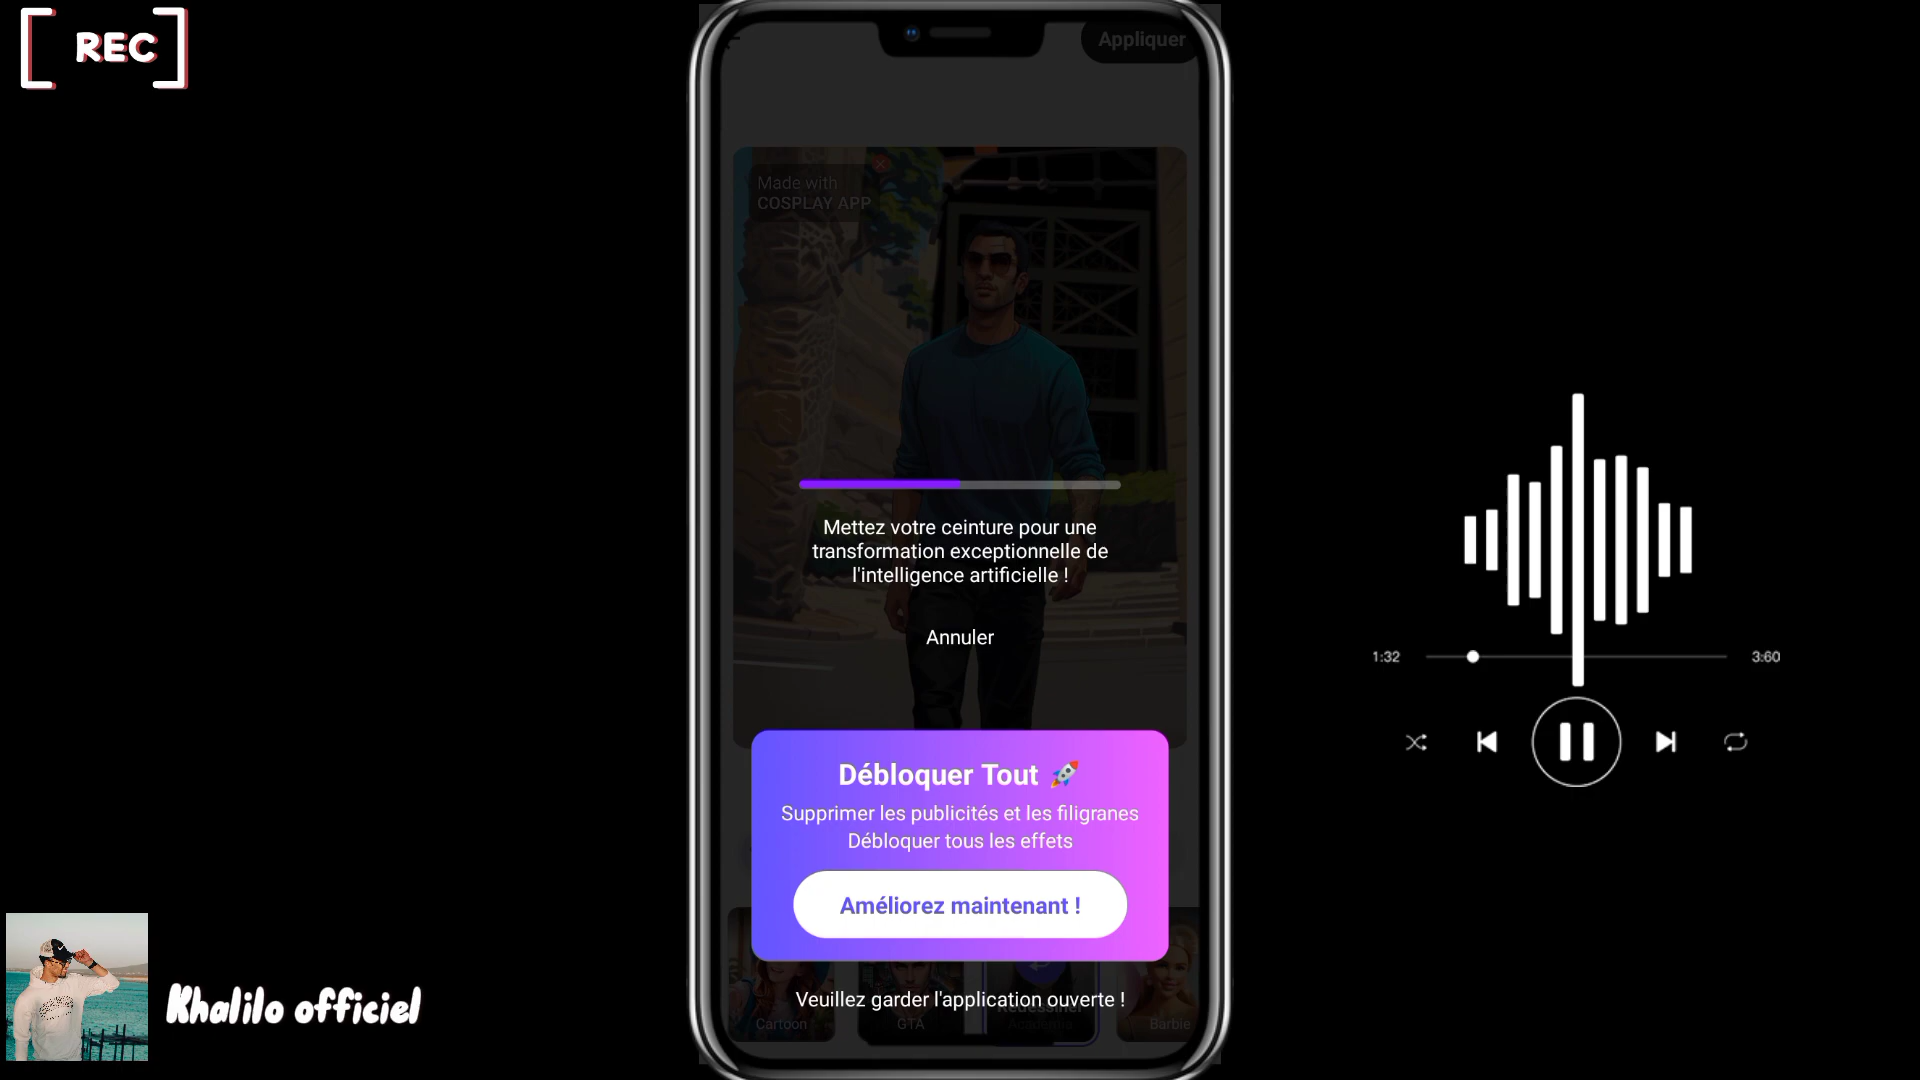 REC
Appliquer
Made with
COSPLAY APP
Mettez votre ceinture pour une
transformation exceptionnelle de
l'intelligence artificielle !
Annuler
1:32
3:60
Débloquer Tout 🚀
Supprimer les publicités et les filigranes
Débloquer tous les effets
Améliorez maintenant !
Veuillez garder l'application ouverte !
Redessiner
Cartoon
GTA
Academia
Barbie
Khalilo officiel